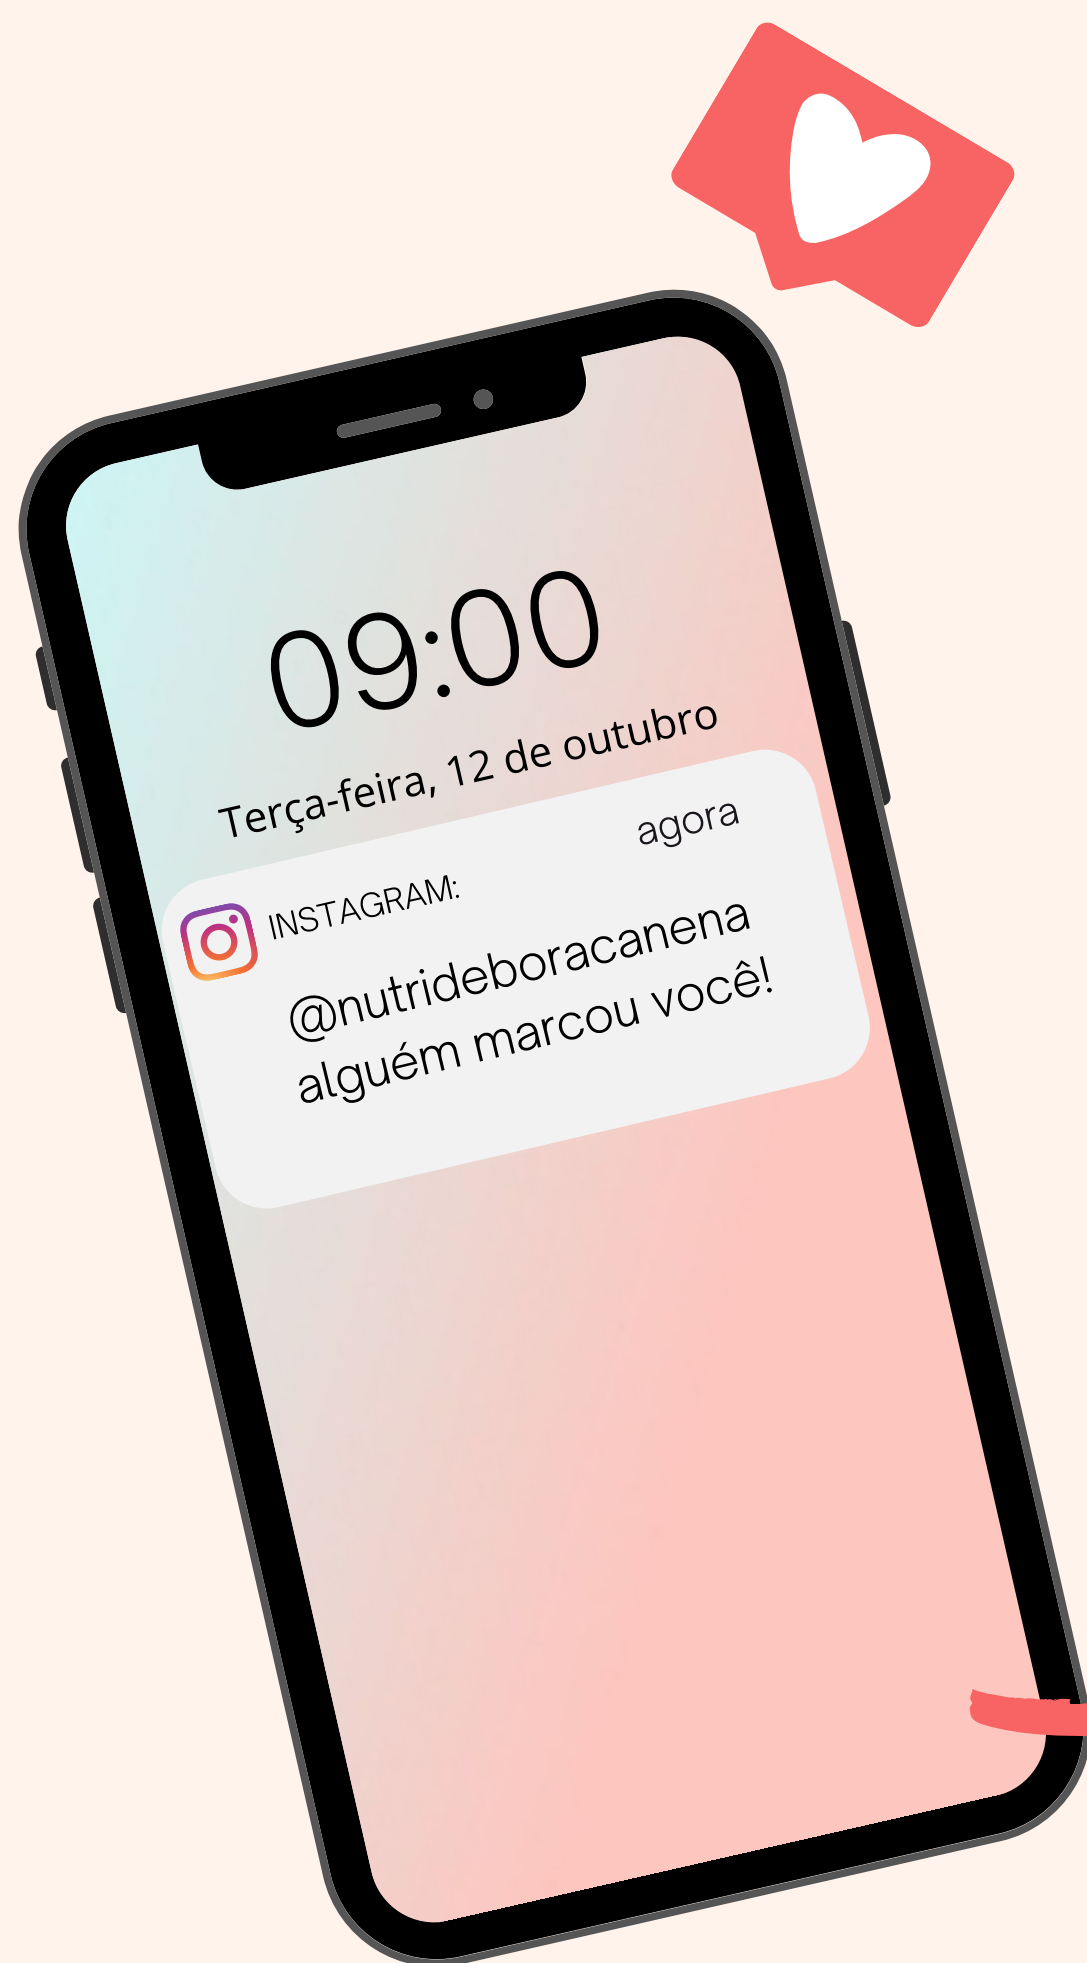 09:00
Terça-feira, 12 de outubro
agora
INSTAGRAM:
@nutrideboracanena
alguém marcou você!